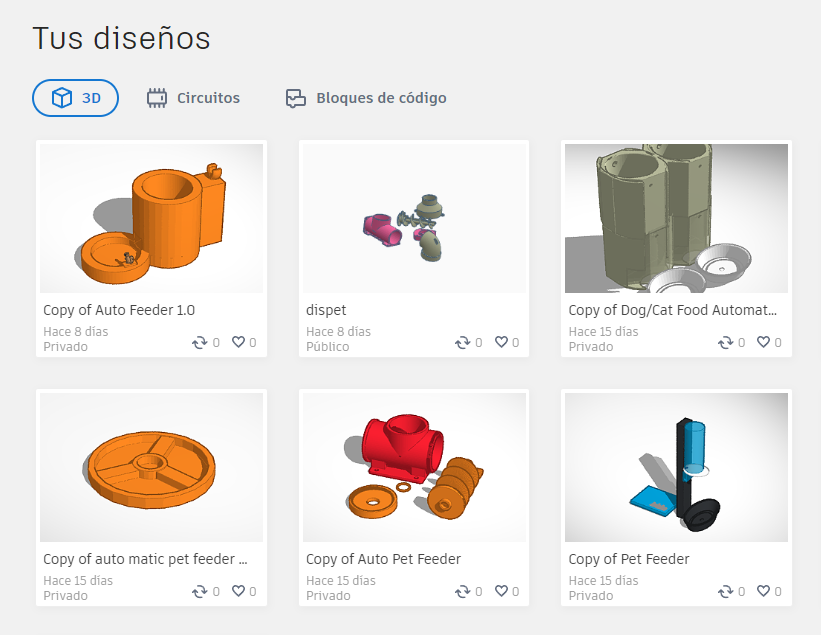 Tus diseños
3D Circuitos Bloques de código
Copy of Auto Feeder 1.0
Hace 8 días
Privado
0 0
dispet
Hace 8 días
Público
0 0
Copy of Dog/Cat Food Automat...
Hace 15 días
Privado
0 0
Copy of auto matic pet feeder ...
Hace 15 días
Privado
0 0
Copy of Auto Pet Feeder
Hace 15 días
Privado
0 0
Copy of Pet Feeder
Hace 15 días
Privado
0 0